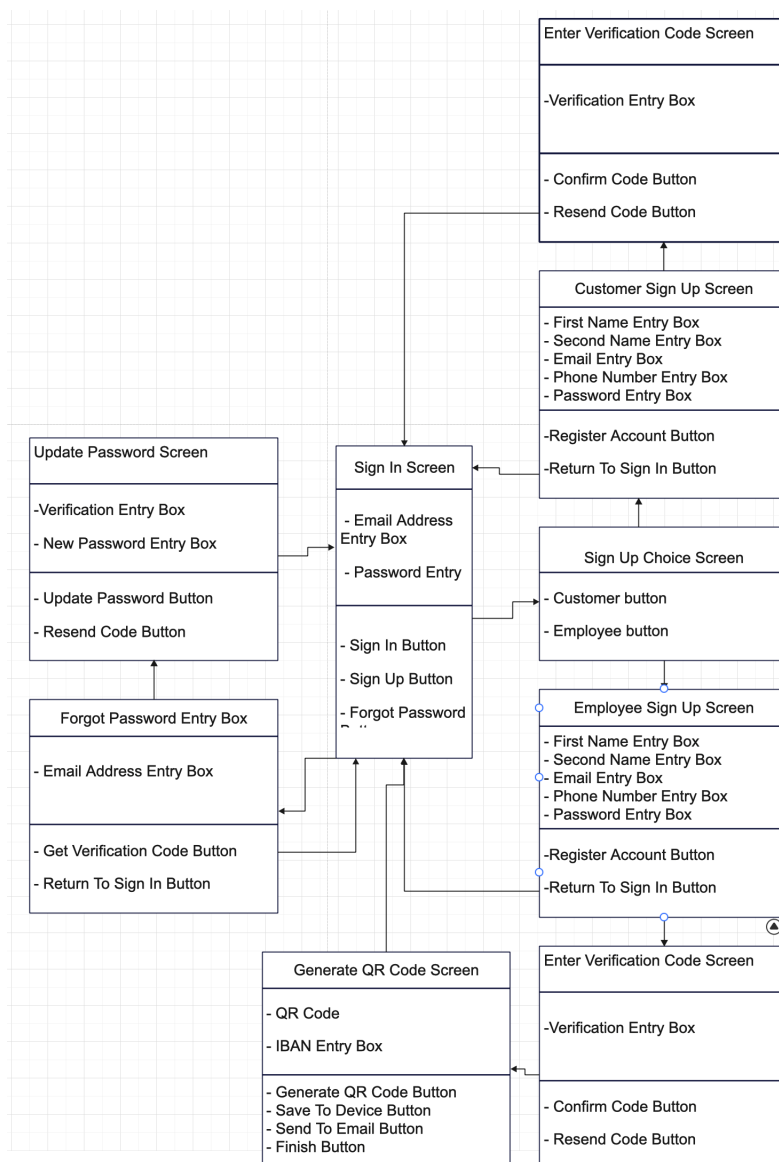 Enter Verification Code Screen
-Verification Entry Box
- Confirm Code Button
- Resend Code Button
Customer Sign Up Screen
- First Name Entry Box
- Second Name Entry Box
- Email Entry Box
- Phone Number Entry Box
- Password Entry Box
-Register Account Button
-Return To Sign In Button
Update Password Screen
-Verification Entry Box
- New Password Entry Box
- Update Password Button
- Resend Code Button
Sign In Screen
- Email Address
Entry Box
- Password Entry
- Sign In Button
- Sign Up Button
- Forgot Password
Sign Up Choice Screen
- Customer button
- Employee button
Forgot Password Entry Box
- Email Address Entry Box
- Get Verification Code Button
- Return To Sign In Button
Employee Sign Up Screen
- First Name Entry Box
- Second Name Entry Box
- Email Entry Box
- Phone Number Entry Box
- Password Entry Box
-Register Account Button
-Return To Sign In Button
Generate QR Code Screen
- QR Code
- IBAN Entry Box
- Generate QR Code Button
- Save To Device Button
- Send To Email Button
- Finish Button
Enter Verification Code Screen
-Verification Entry Box
- Confirm Code Button
- Resend Code Button